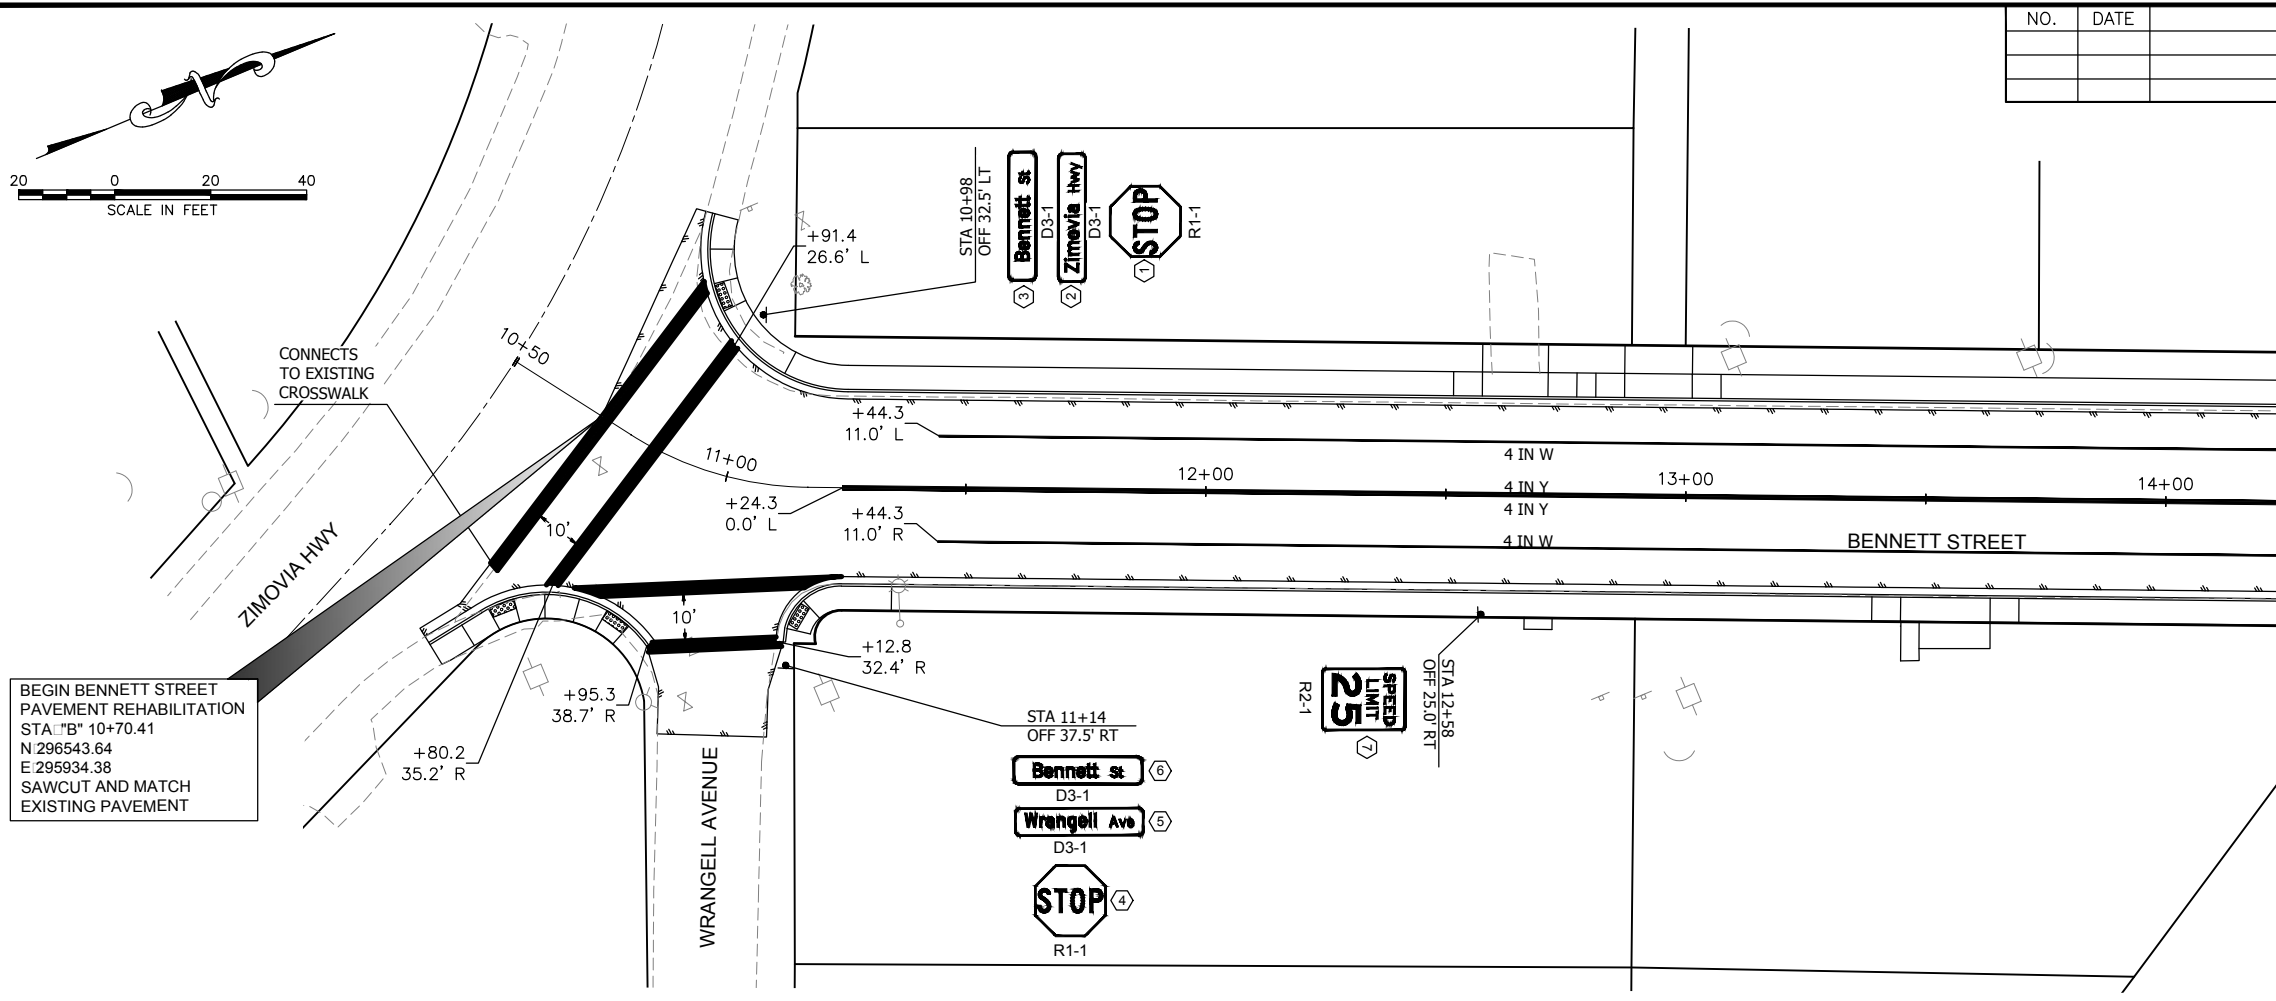 NO. DATE
20 0 20 40
SCALE IN FEET
STA 10+98
OFF 32.5' LT
Bennett St
D3-1
3
Zimovia Hwy
D3-1
2
STOP
R1-1
1
+91.4
26.6' L
10+50
CONNECTS
TO EXISTING
CROSSWALK
11+00
+44.3
11.0' L
4 IN W
12+00
13+00
14+00
4 IN Y
4 IN Y
+24.3
0.0' L
+44.3
11.0' R
4 IN W
BENNETT STREET
10'
ZIMOVIA HWY
10'
+12.8
32.4' R
BEGIN BENNETT STREET
PAVEMENT REHABILITATION
STA "B" 10+70.41
N 296543.64
E 295934.38
SAWCUT AND MATCH
EXISTING PAVEMENT
+95.3
38.7' R
+80.2
35.2' R
STA 11+14
OFF 37.5' RT
STA 12+58
OFF 25.0' RT
SPEED
LIMIT
25
R2-1
7
WRANGELL AVENUE
Bennett St
6
D3-1
Wrangell Ave
5
D3-1
STOP
4
R1-1